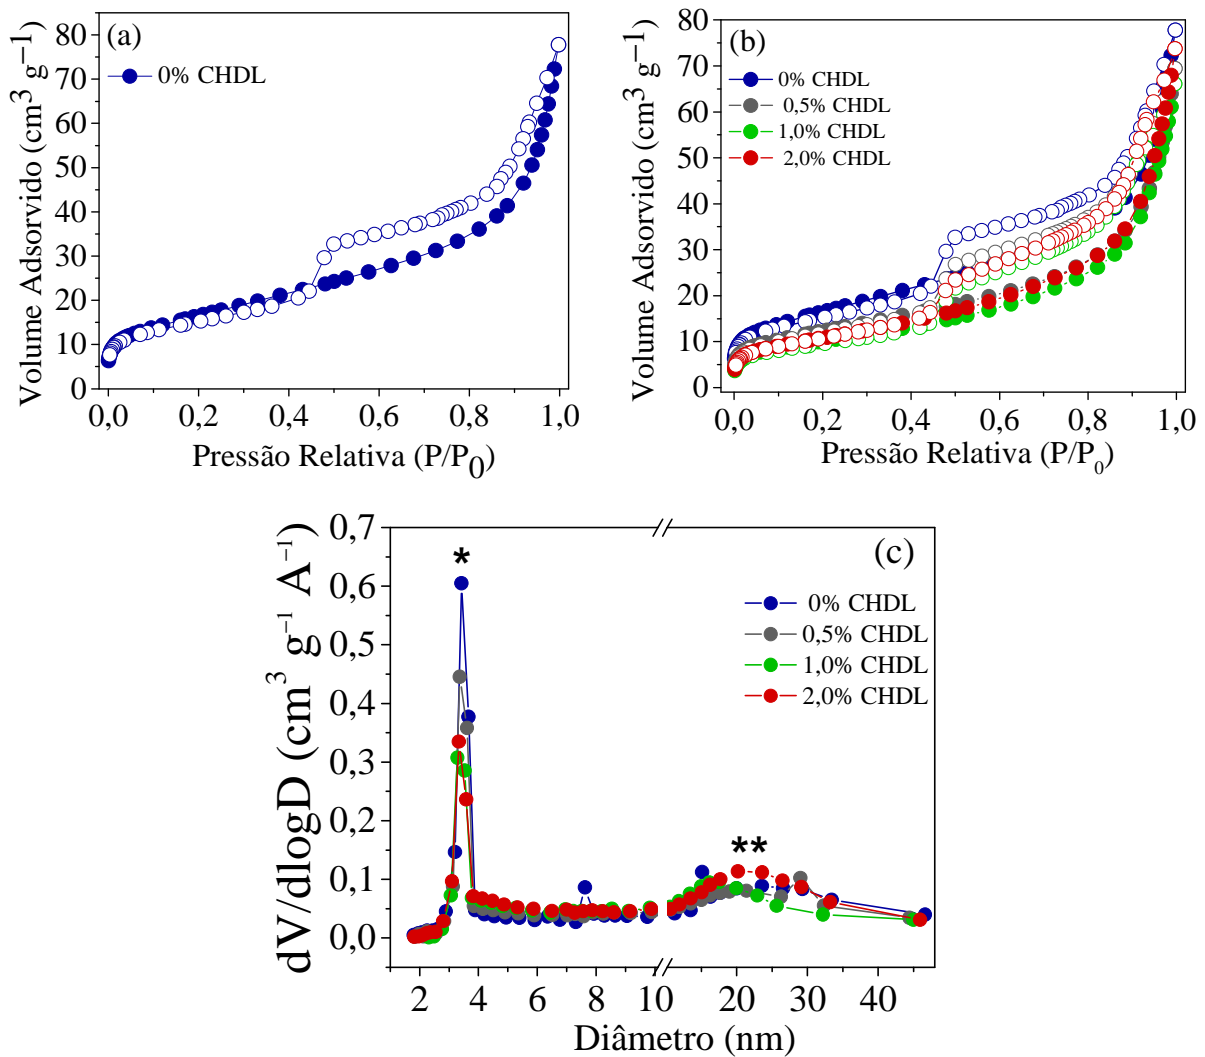 (a)
0% CHDL
80
70
60
50
40
30
20
10
0
0,0 0,2 0,4 0,6 0,8 1,0
Volume Adsorvido (cm³ g⁻¹)
Pressão Relativa (P/P₀)
(b)
0% CHDL
0,5% CHDL
1,0% CHDL
2,0% CHDL
80
70
60
50
40
30
20
10
0
0,0 0,2 0,4 0,6 0,8 1,0
Volume Adsorvido (cm³ g⁻¹)
Pressão Relativa (P/P₀)
(c)
*
**
0% CHDL
0,5% CHDL
1,0% CHDL
2,0% CHDL
0,7
0,6
0,5
0,4
0,3
0,2
0,1
0,0
2 4 6 8 10 20 30 40
dV/dlogD (cm³ g⁻¹ A⁻¹)
Diâmetro (nm)